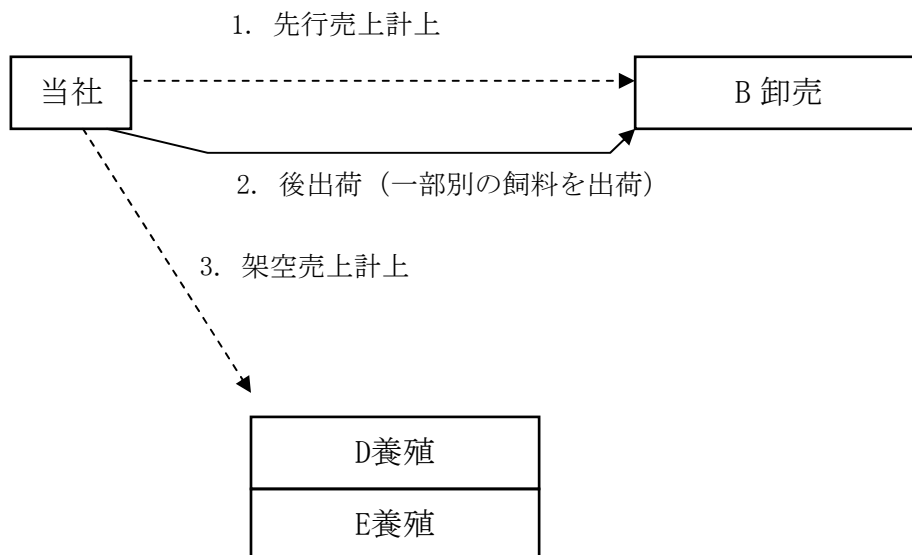 1. 先行売上計上
当社
B 卸売
2. 後出荷（一部別の飼料を出荷）
3. 架空売上計上
D養殖
E養殖